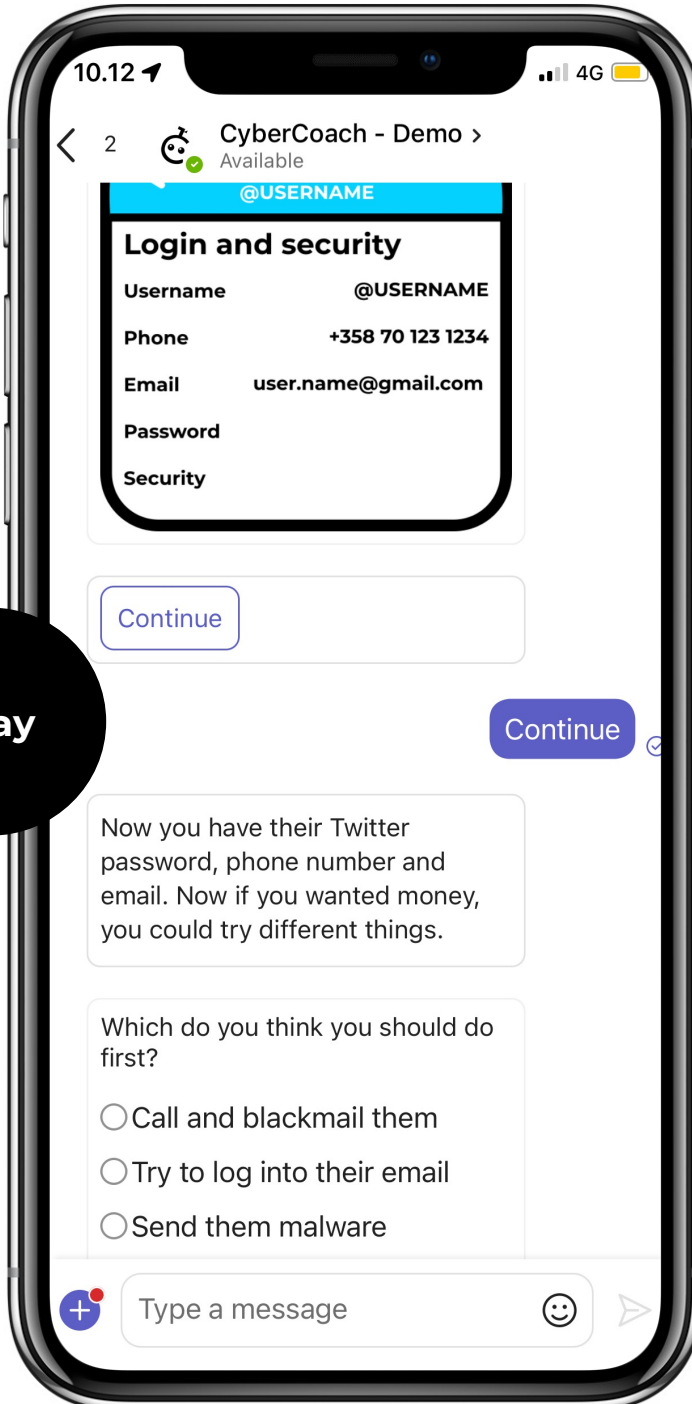 10.12
4G
2
CyberCoach - Demo >
Available
@USERNAME
Login and security
Username @USERNAME
Phone +358 70 123 1234
Email user.name@gmail.com
Password
Security
Continue
ay
Continue
Now you have their Twitter
password, phone number and
email. Now if you wanted money,
you could try different things.
Which do you think you should do
first?
Call and blackmail them
Try to log into their email
Send them malware
Type a message